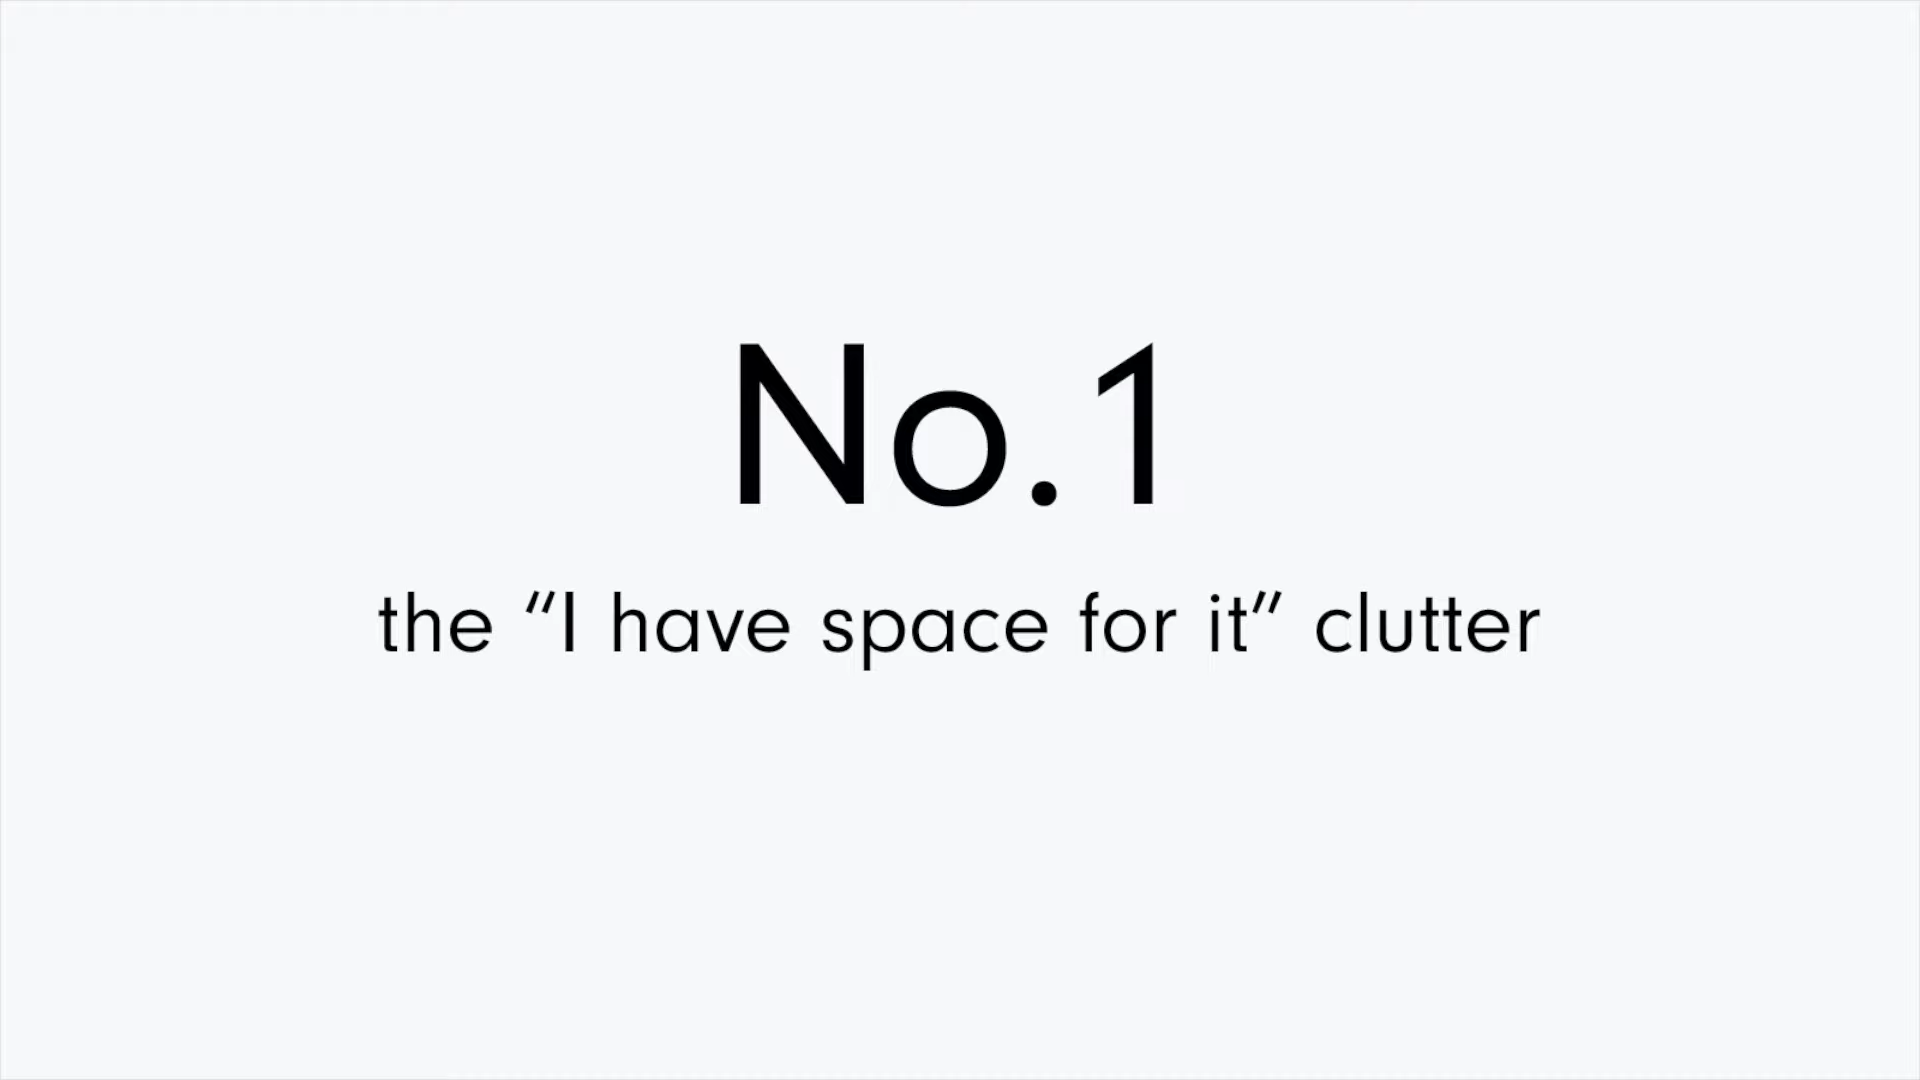 No.1
the “I have space for it” clutter